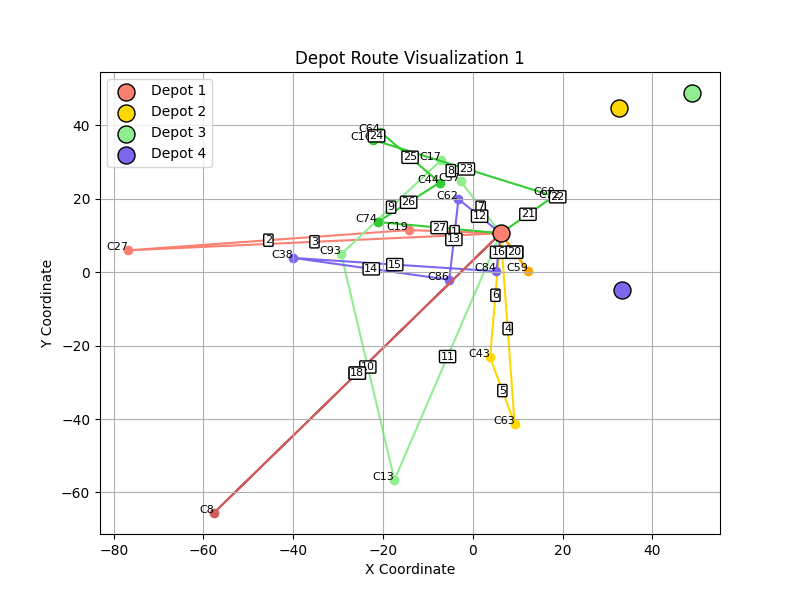 Depot Route Visualization 1
Depot 1
Depot 2
Depot 3
Depot 4
Y Coordinate
40
20
0
−20
−40
−60
−80
−60
−40
−20
0
20
40
X Coordinate
C64
24
25
C17
8
23
C44
C62
22
9
26
7
12
21
C74
C19
27
1
13
2
3
C27
C93
C38
14
15
C86
C84
16
20
C59
6
4
C43
11
5
C63
10
18
C13
C8